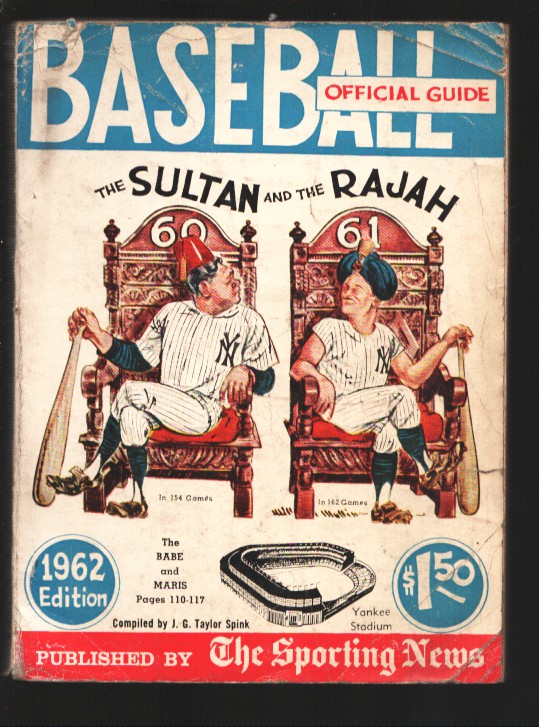 BASEBALL
OFFICIAL GUIDE
THE SULTAN AND THE RAJAH
60
61
NY
NY
In 154 Games
In 162 Games
The
BABE
and
MARIS
Pages 110-117
1962
Edition
$1.50
Yankee
Stadium
Compiled by J. G. Taylor Spink
PUBLISHED BY The Sporting News